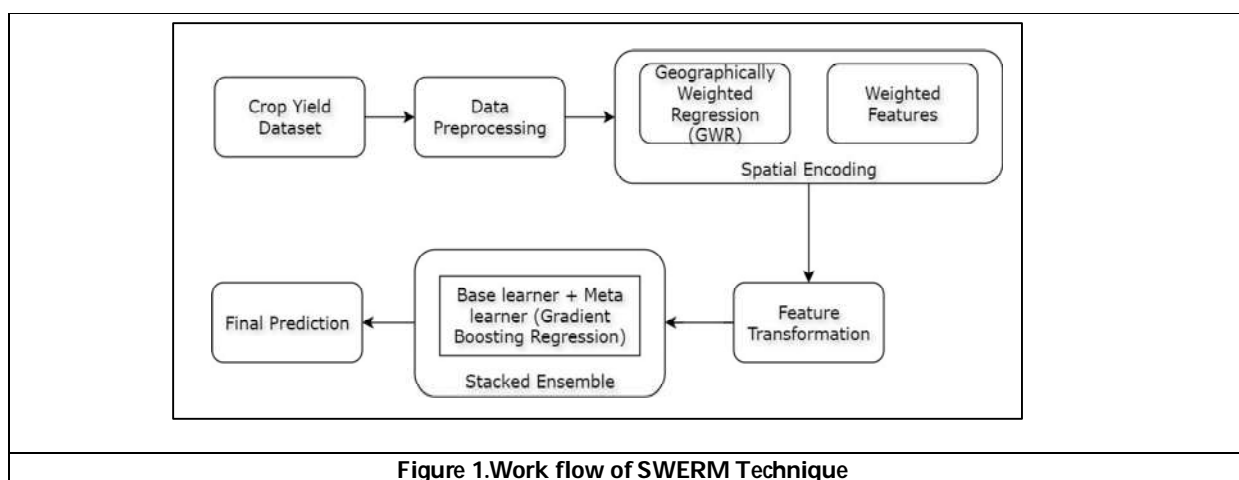 Crop Yield
Dataset
Data
Preprocessing
Geographically
Weighted
Regression
(GWR)
Weighted
Features
Spatial Encoding
Feature
Transformation
Base learner + Meta
learner (Gradient
Boosting Regression)
Stacked Ensemble
Final Prediction
Figure 1.Work flow of SWERM Technique